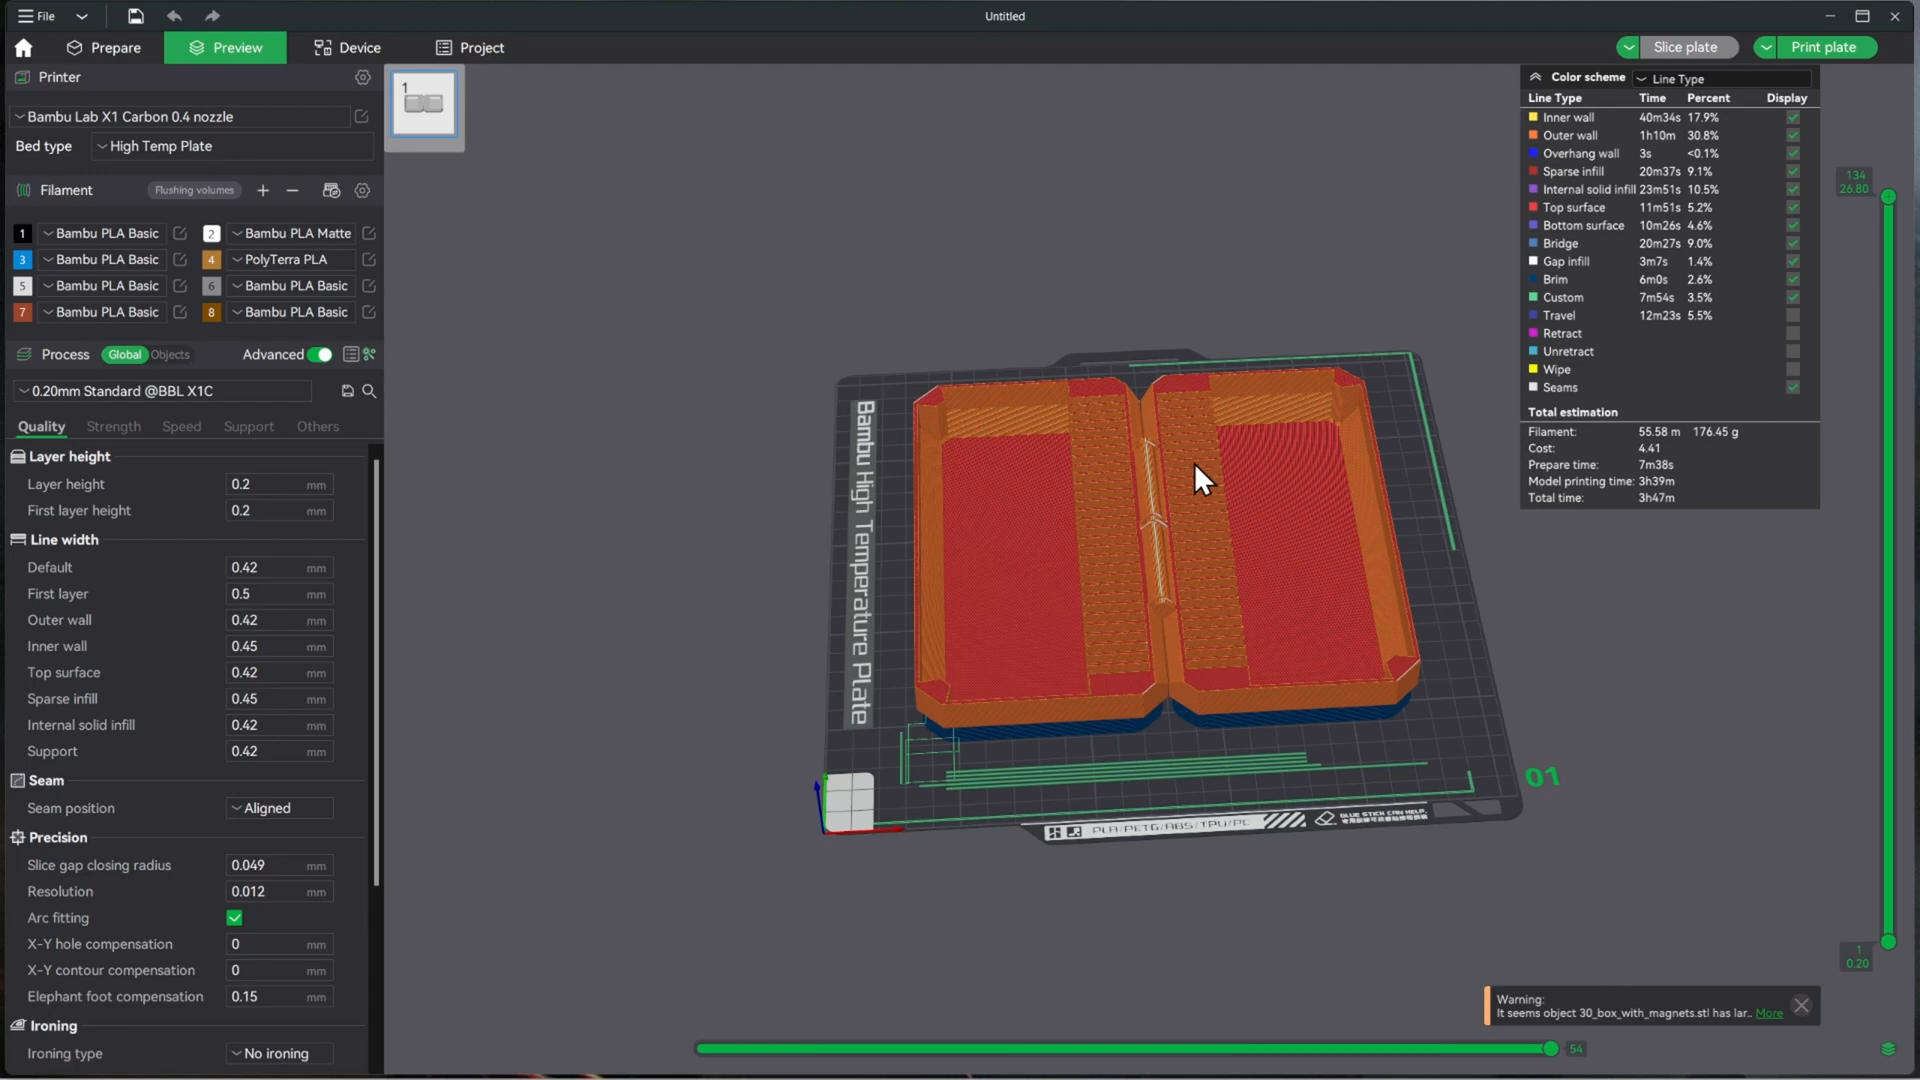 File
Untitled
Prepare
Preview
Device
Project
Slice plate
Print plate
Printer
Bambu Lab X1 Carbon 0.4 nozzle
Bed type
High Temp Plate
Filament
Flushing volumes
1 Bambu PLA Basic
2 Bambu PLA Matte
3 Bambu PLA Basic
4 PolyTerra PLA
5 Bambu PLA Basic
6 Bambu PLA Basic
7 Bambu PLA Basic
8 Bambu PLA Basic
Process Global Objects Advanced
0.20mm Standard @BBL X1C
Quality Strength Speed Support Others
Layer height
Layer height 0.2 mm
First layer height 0.2 mm
Line width
Default 0.42 mm
First layer 0.5 mm
Outer wall 0.42 mm
Inner wall 0.45 mm
Top surface 0.42 mm
Sparse infill 0.45 mm
Internal solid infill 0.42 mm
Support 0.42 mm
Seam
Seam position Aligned
Precision
Slice gap closing radius 0.049 mm
Resolution 0.012 mm
Arc fitting
X-Y hole compensation 0 mm
X-Y contour compensation 0 mm
Elephant foot compensation 0.15 mm
Ironing
Ironing type No ironing
1
Bambu High Temperature Plate
PLA/PETG/ABS/TPU/PC
GLUE STICK CAN HELP.
01
Color scheme Line Type
Line Type Time Percent Display
Inner wall 40m34s 17.9%
Outer wall 1h10m 30.8%
Overhang wall 3s <0.1%
Sparse infill 20m37s 9.1%
Internal solid infill 23m51s 10.5%
Top surface 11m51s 5.2%
Bottom surface 10m26s 4.6%
Bridge 20m27s 9.0%
Gap infill 3m7s 1.4%
Brim 6m0s 2.6%
Custom 7m54s 3.5%
Travel 12m23s 5.5%
Retract
Unretract
Wipe
Seams
Total estimation
Filament: 55.58 m 176.45 g
Cost: 4.41
Prepare time: 7m38s
Model printing time: 3h39m
Total time: 3h47m
134
26.80
1
0.20
Warning:
It seems object 30_box_with_magnets.stl has lar.. More
54